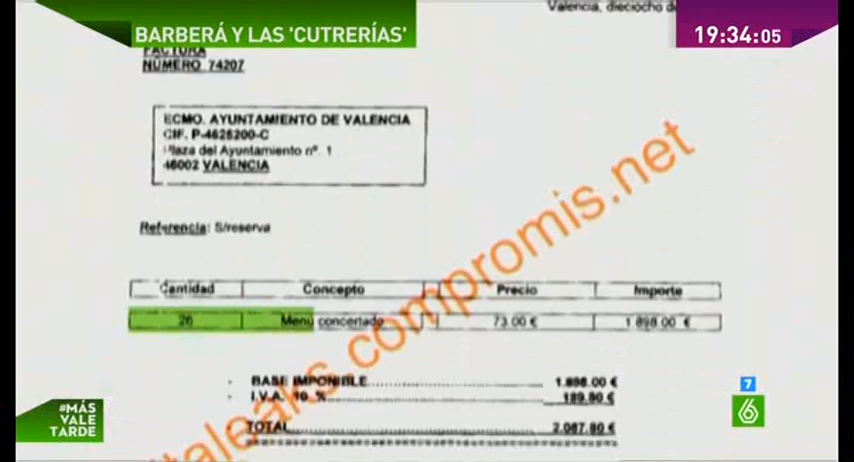 BARBERÁ Y LAS 'CUTRERÍAS'
Valencia, dieciocho de
19:34:05
FACTURA
NÚMERO 74207
ECMO. AYUNTAMIENTO DE VALENCIA
CIF. P-4625200-C
Plaza del Ayuntamiento nº. 1
46002 VALENCIA
Referencia: S/reserva
Cantidad Concepto Precio Importe
26 Menú concertado 73.00 € 1.898.00 €
BASE IMPONIBLE 1.898.00 €
I.V.A. 10 % 189.80 €
TOTAL 2.087.80 €
italeaks.compromis.net
#MÁS
VALE
TARDE
7
6